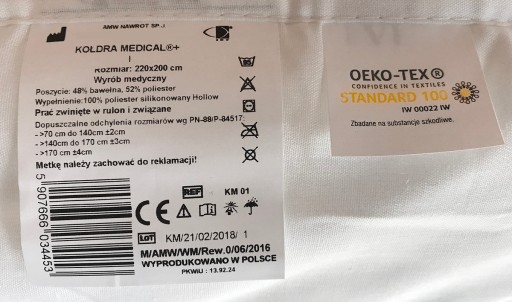 AMW NAWROT SP.J
KOŁDRA MEDICAL®+
I
Rozmiar: 220x200 cm
Wyrób medyczny
Poszycie: 48% bawełna, 52% poliester
Wypełnienie:100% poliester silikonowany Hollow
Prać zwinięte w rulon i związane
Dopuszczalne odchylenia rozmiarów wg PN-88/P-84517:
->70 cm do 140cm ±2cm
->140cm do 170 cm ±3cm
->170 cm ±4cm
Metkę należy zachować do reklamacji!
5 907666 034453
REF KM 01
CE
LOT KM/21/02/2018/ 1
M/AMW/WM/Rew.0/06/2016
WYPRODUKOWANO W POLSCE
PKWiU : 13.92.24
OEKO-TEX®
CONFIDENCE IN TEXTILES
STANDARD 100
IW 00022 IW
Zbadane na substancje szkodliwe.